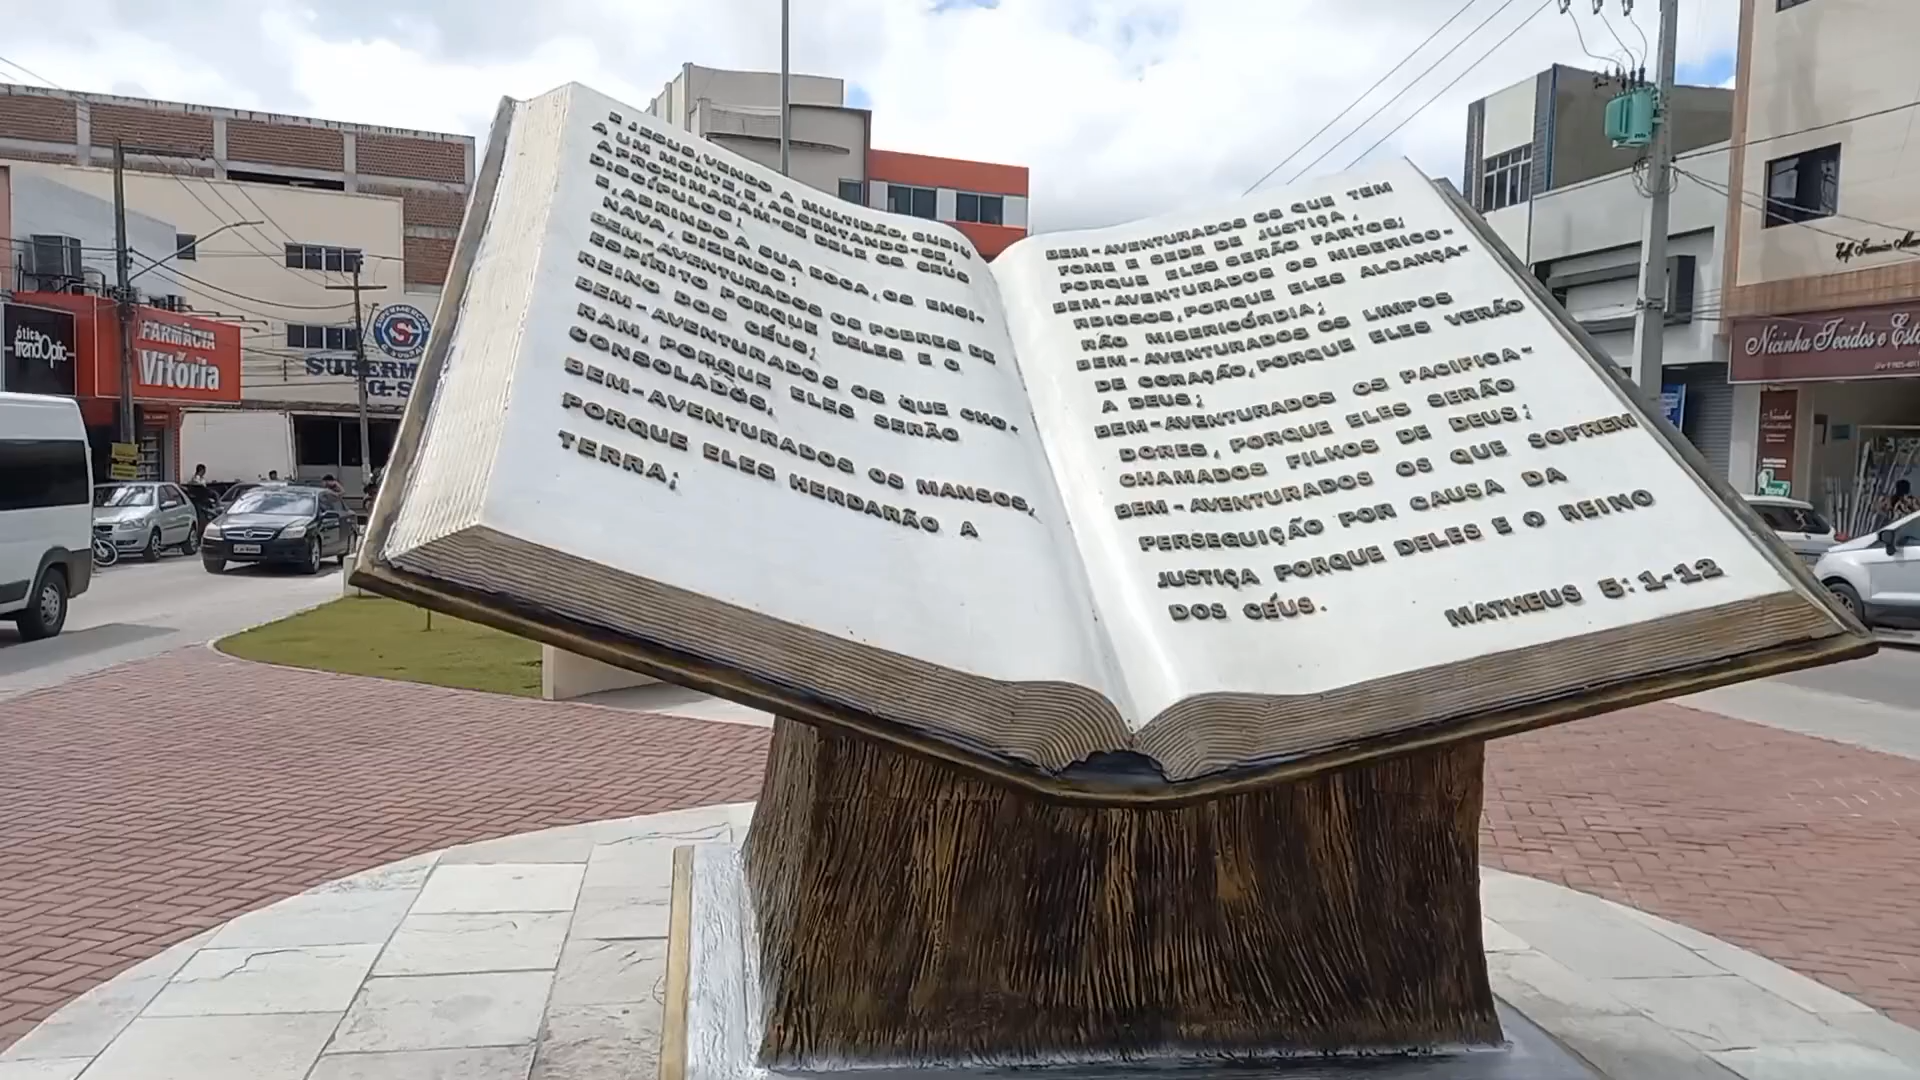 E JESUS, VENDO A MULTIDÃO, SUBIU
A UM MONTE, E, ASSENTANDO-SE,
APROXIMARAM-SE DELE OS SEUS
DISCÍPULOS;
E, ABRINDO A SUA BOCA, OS ENSI-
NAVA, DIZENDO:
BEM-AVENTURADOS OS POBRES DE
ESPÍRITO PORQUE DELES E O
REINO DOS CÉUS;
BEM-AVENTURADOS OS QUE CHO-
RAM, PORQUE ELES SERÃO
CONSOLADOS,
BEM-AVENTURADOS OS MANSOS,
PORQUE ELES HERDARÃO A
TERRA;
BEM-AVENTURADOS OS QUE TEM
FOME E SEDE DE JUSTIÇA,
PORQUE ELES SERÃO FARTOS;
BEM-AVENTURADOS OS MISERICO-
RDIOSOS, PORQUE ELES ALCANÇA-
RÃO MISERICÓRDIA;
BEM-AVENTURADOS OS LIMPOS
DE CORAÇÃO, PORQUE ELES VERÃO
A DEUS;
BEM-AVENTURADOS OS PACIFICA-
DORES, PORQUE ELES SERÃO
CHAMADOS FILHOS DE DEUS;
BEM-AVENTURADOS OS QUE SOFREM
PERSEGUIÇÃO POR CAUSA DA
JUSTIÇA PORQUE DELES E O REINO
DOS CÉUS.
MATHEUS 5:1-12
ótica
TrendOptic
FARMÁCIA
Vitória
S
SUPERM
Nicinha Tecidos e